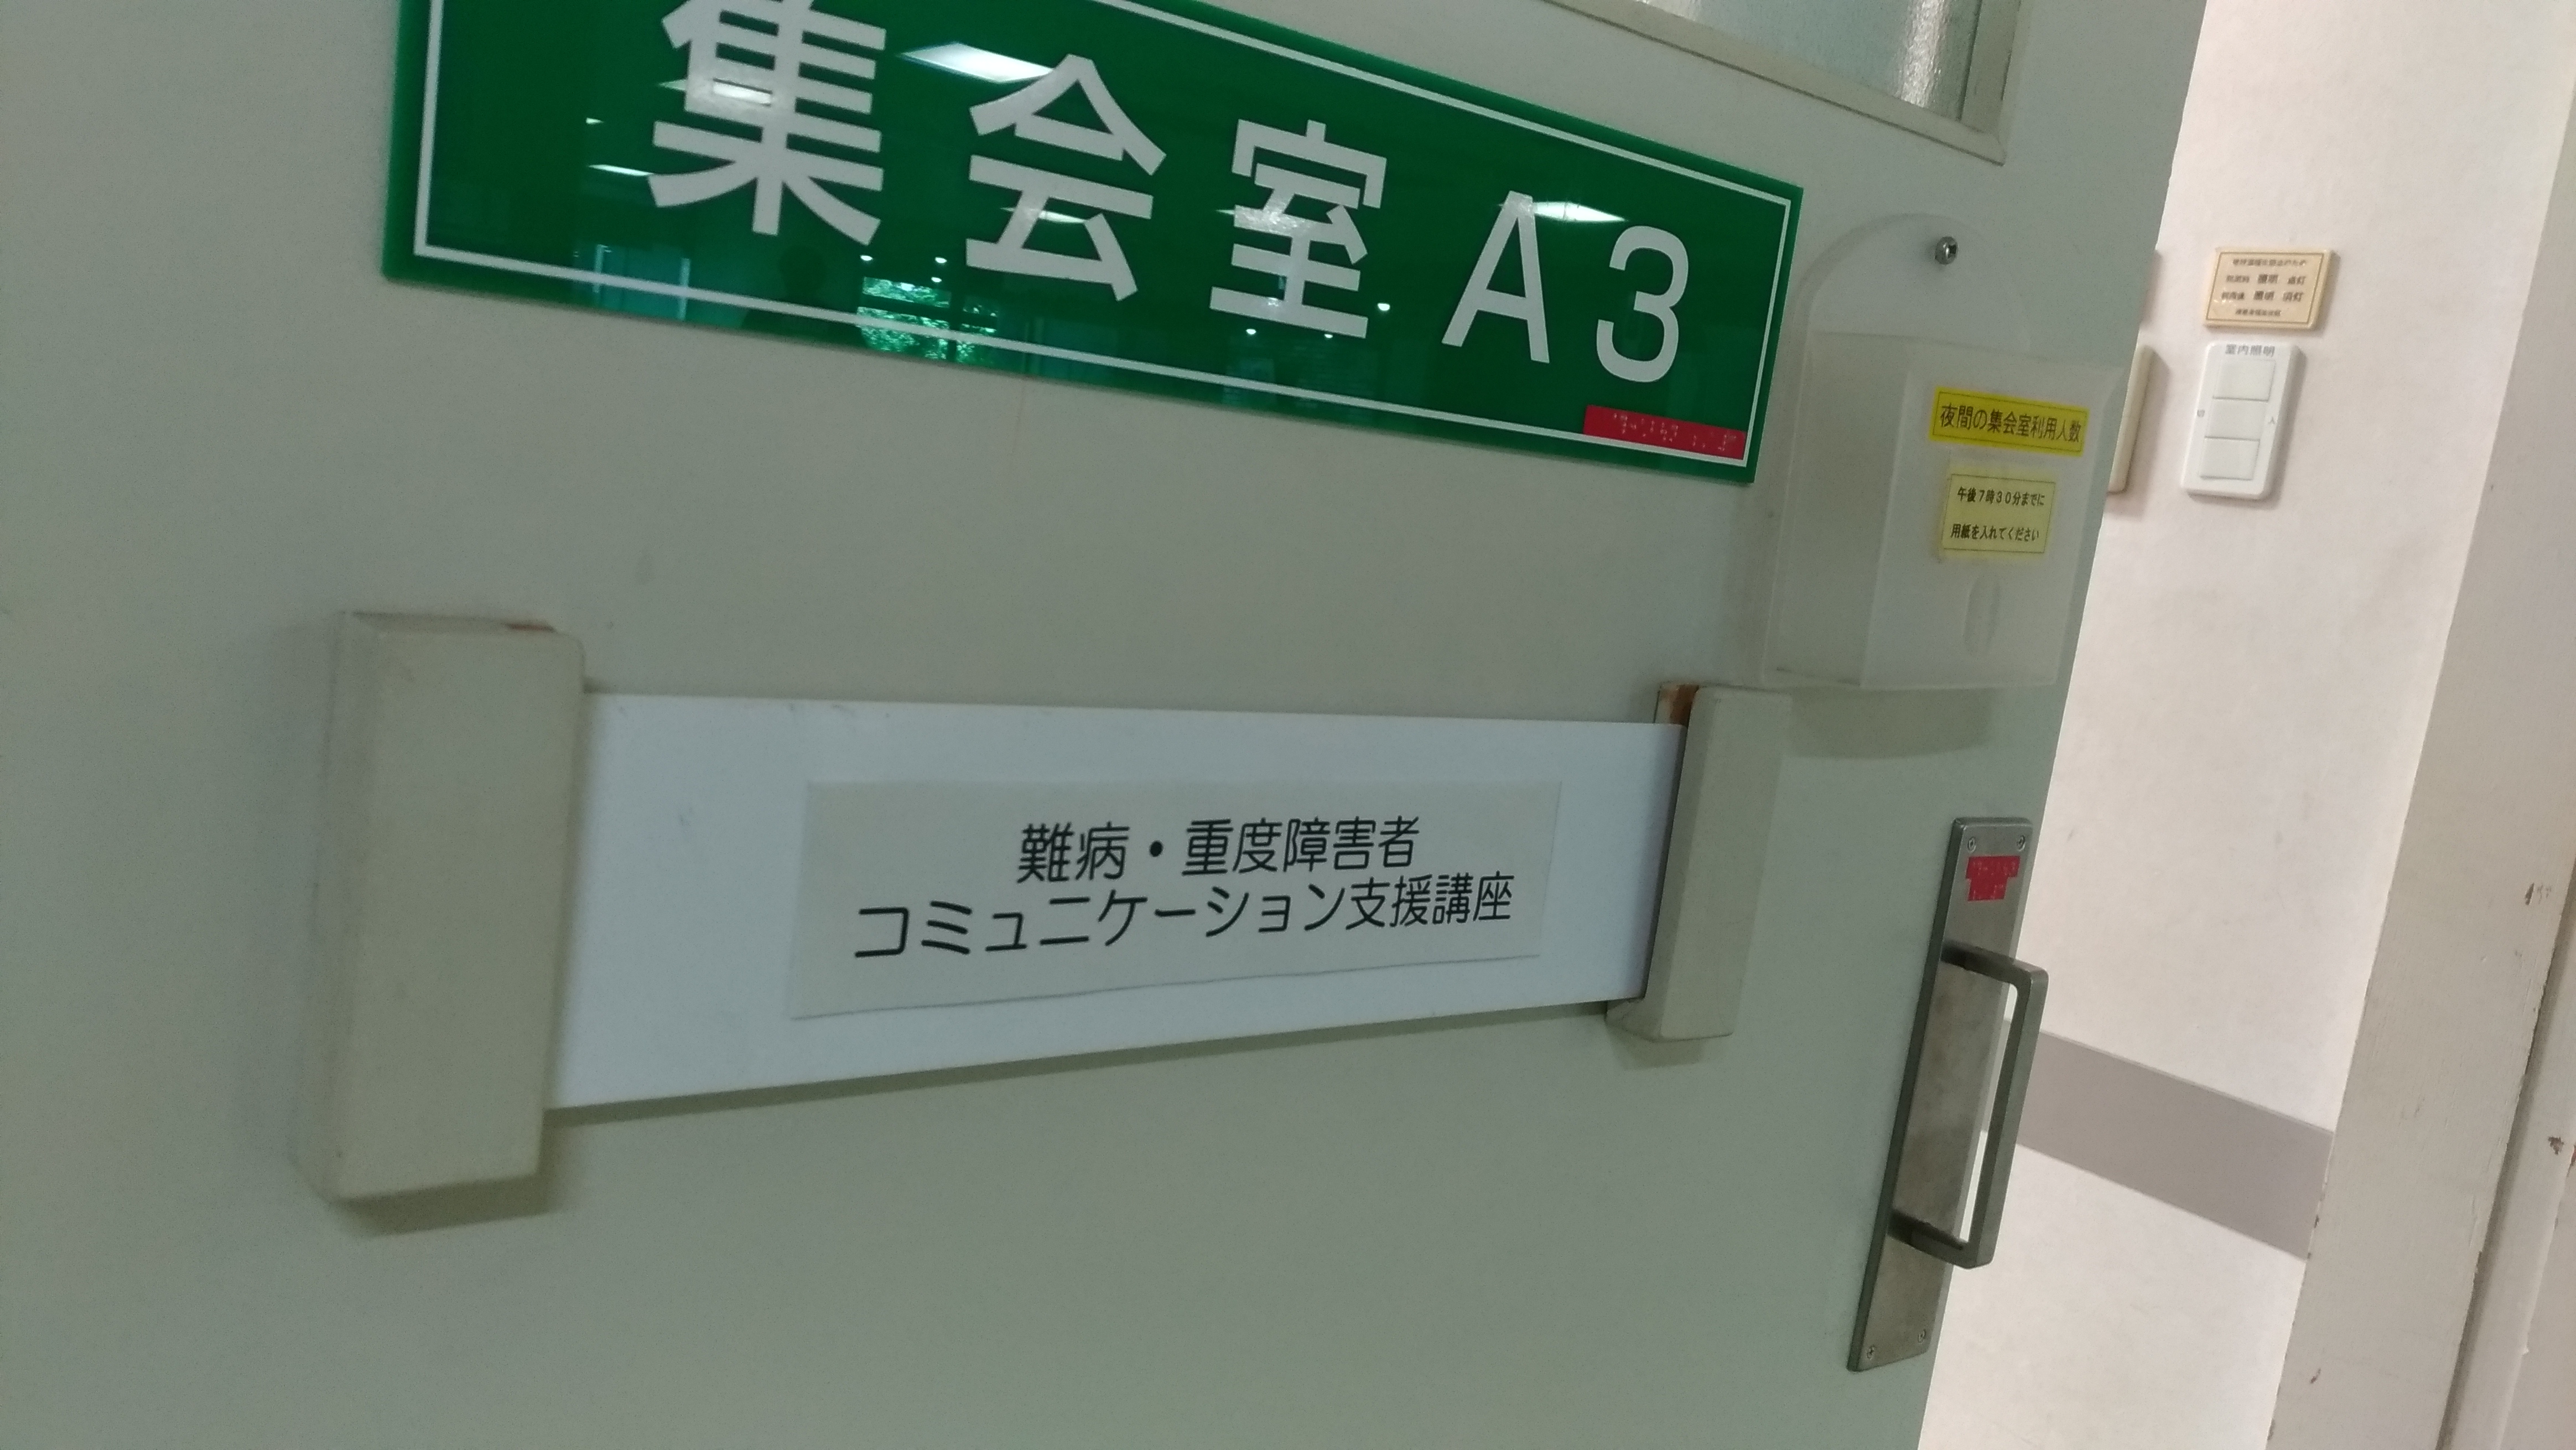 集会室A3
夜間の集会室利用人数
午後7時30分までに
用紙を入れてください
難病・重度障害者
コミュニケーション支援講座
室内照明
切 入